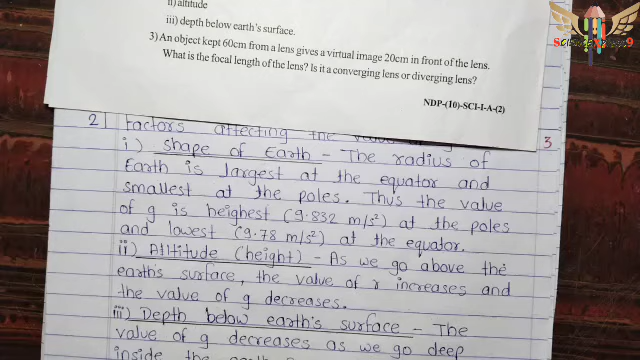 ii) altitude
iii) depth below earth's surface.
3) An object kept 60cm from a lens gives a virtual image 20cm in front of the lens.
What is the focal length of the lens? Is it a converging lens or diverging lens?
NDP-(10)-SCI-I-A-(2)
3
2 Factors affecting the value
i) Shape of Earth - The radius of
Earth is largest at the equator and
smallest at the poles. Thus the value
of g is heighest (9.832 m/s²) at the poles
and lowest (9.78 m/s²) at the equator.
ii) Altitude (height) - As we go above the
earth's surface, the value of r increases and
the value of g decreases.
iii) Depth below earth's surface - The
value of g decreases as we go deep
inside the earth